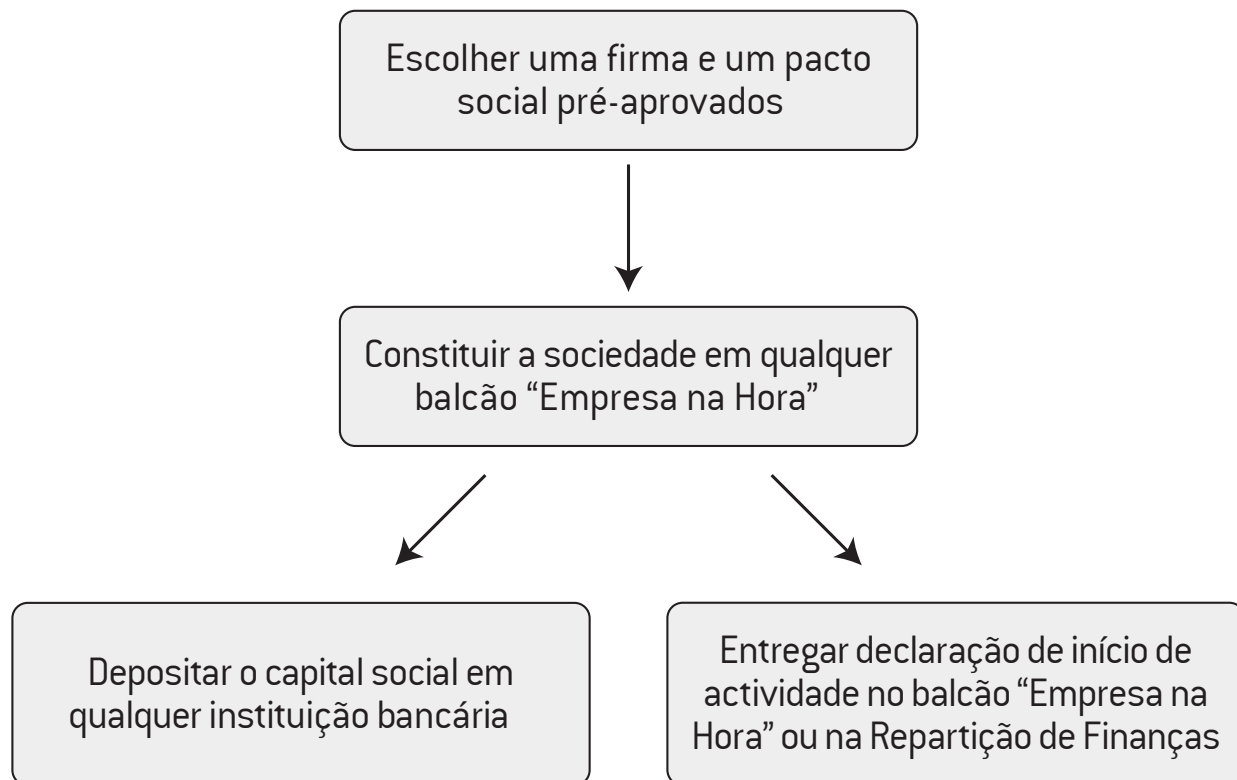 Escolher uma firma e um pacto
social pré-aprovados
Constituir a sociedade em qualquer
balcão “Empresa na Hora”
Depositar o capital social em
qualquer instituição bancária
Entregar declaração de início de
actividade no balcão “Empresa na
Hora” ou na Repartição de Finanças